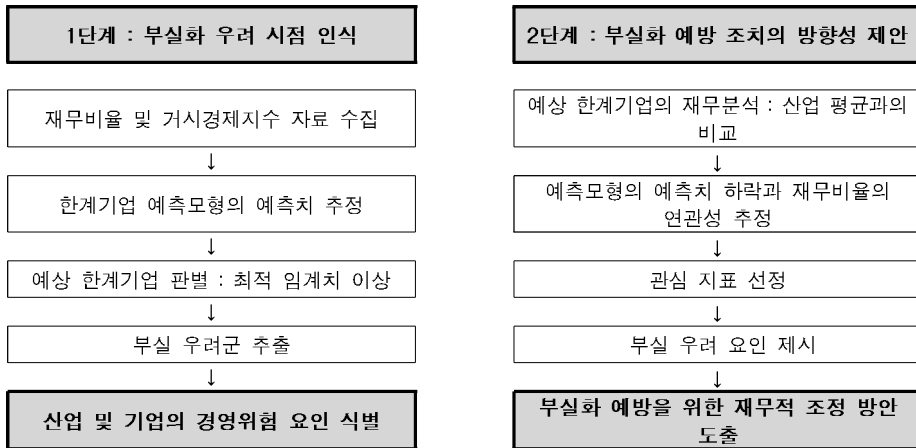 1단계 : 부실화 우려 시점 인식
재무비율 및 거시경제지수 자료 수집
↓
한계기업 예측모형의 예측치 추정
↓
예상 한계기업 판별 : 최적 임계치 이상
↓
부실 우려군 추출
↓
산업 및 기업의 경영위험 요인 식별
2단계 : 부실화 예방 조치의 방향성 제안
예상 한계기업의 재무분석 : 산업 평균과의
비교
↓
예측모형의 예측치 하락과 재무비율의
연관성 추정
↓
관심 지표 선정
↓
부실 우려 요인 제시
↓
부실화 예방을 위한 재무적 조정 방안
도출